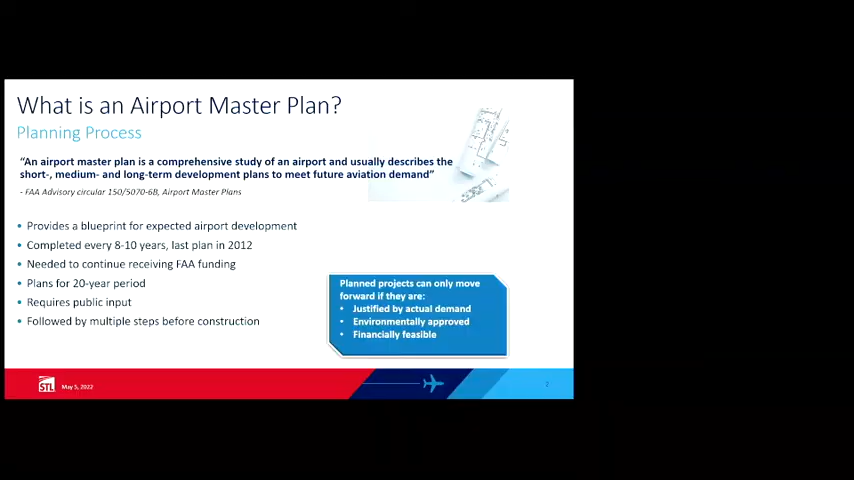 What is an Airport Master Plan?
Planning Process
“An airport master plan is a comprehensive study of an airport and usually describes the
short-, medium- and long-term development plans to meet future aviation demand”
- FAA Advisory circular 150/5070-6B, Airport Master Plans
• Provides a blueprint for expected airport development
• Completed every 8-10 years, last plan in 2012
• Needed to continue receiving FAA funding
• Plans for 20-year period
• Requires public input
• Followed by multiple steps before construction
Planned projects can only move
forward if they are:
• Justified by actual demand
• Environmentally approved
• Financially feasible
STL
May 5, 2022